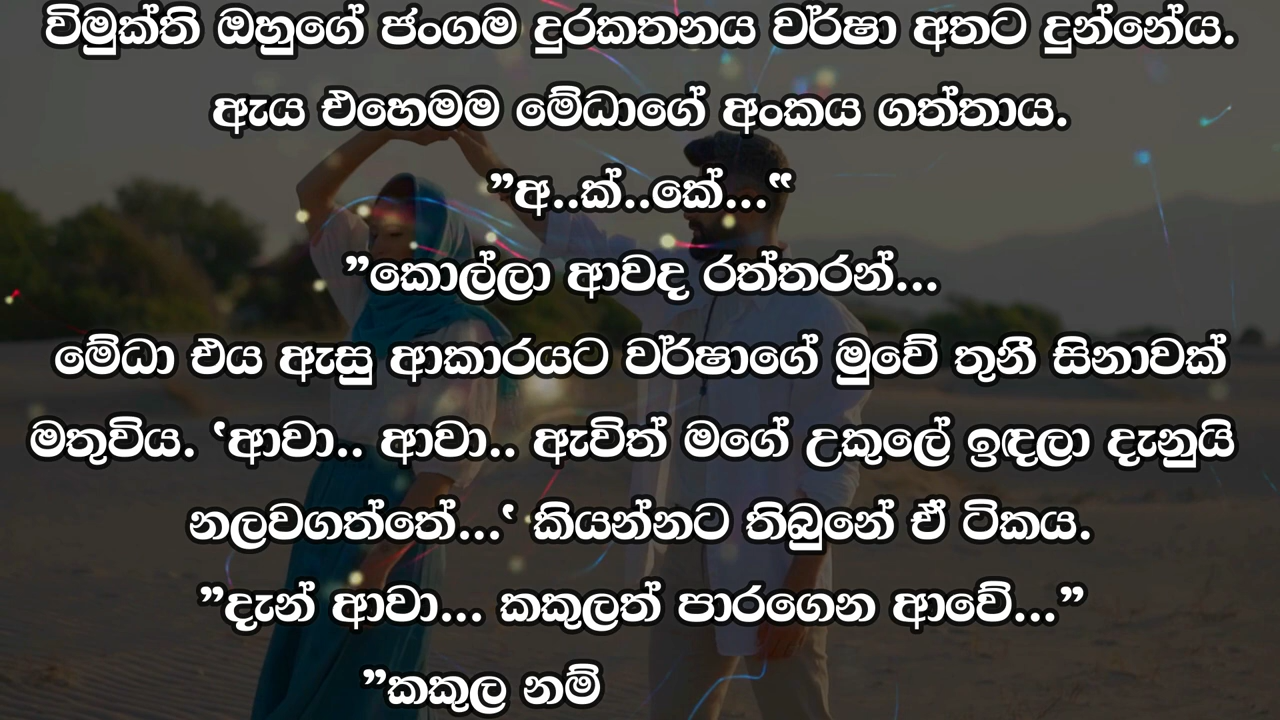 විමුක්ති ඔහුගේ ජංගම දුරකතනය වර්ෂා අතට දුන්නේය.
ඇය එහෙමම මේධාගේ අංකය ගත්තාය.
”අ..ක්..කේ...“
”කොල්ලා ආවද රත්තරන්...
මේධා එය ඇසු ආකාරයට වර්ෂාගේ මුවේ තුනී සිනාවක්
මතුවිය. ‛ආවා.. ආවා.. ඇවිත් මගේ උකුලේ ඉඳලා දැනුයි
නලවගත්තේ...‛ කියන්නට තිබුනේ ඒ ටිකය.
”දැන් ආවා... කකුලත් පාරගෙන ආවේ...”
”කකුල නම්